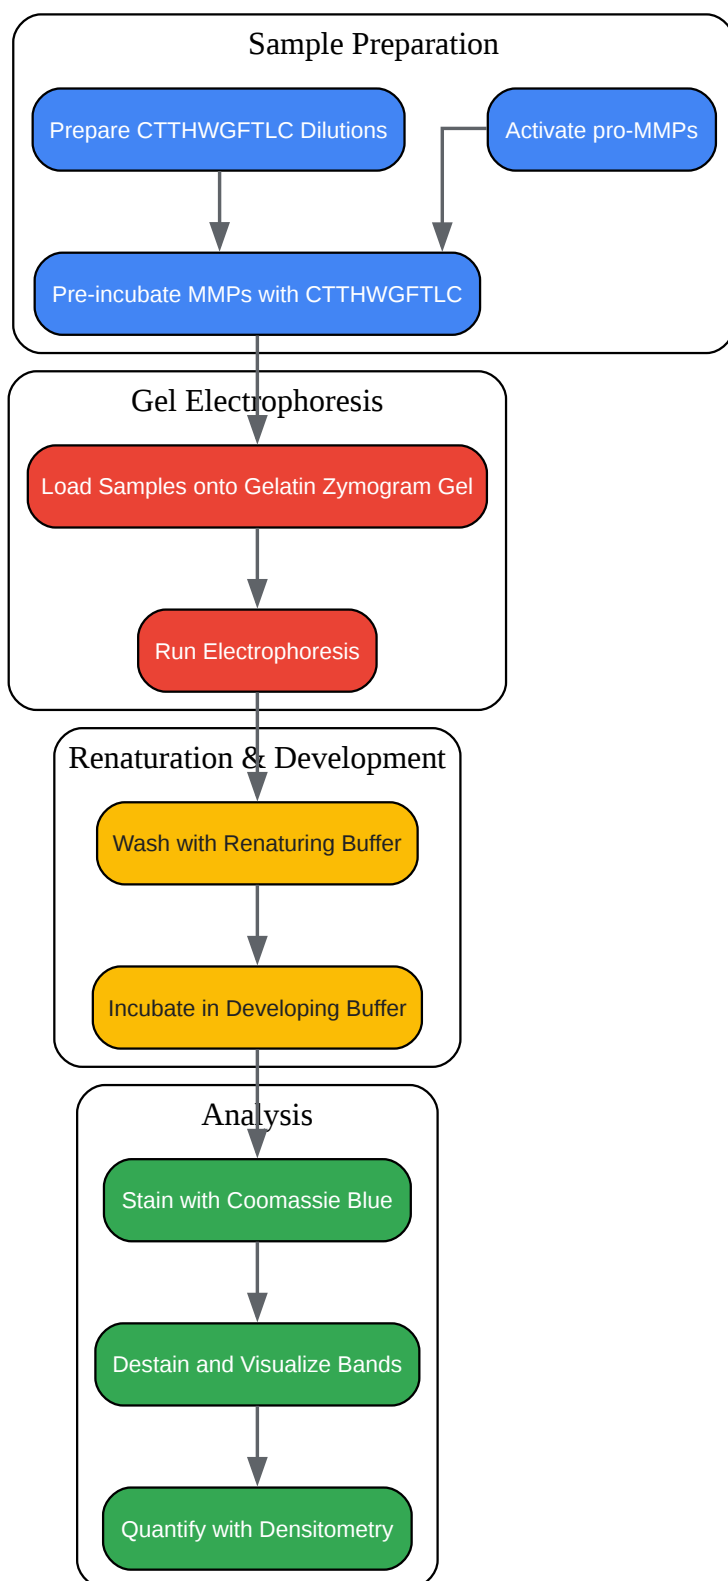 Sample Preparation
Prepare CTTHWGFTLC Dilutions
Activate pro-MMPs
Pre-incubate MMPs with CTTHWGFTLC
Gel Electrophoresis
Load Samples onto Gelatin Zymogram Gel
Run Electrophoresis
Renaturation & Development
Wash with Renaturing Buffer
Incubate in Developing Buffer
Analysis
Stain with Coomassie Blue
Destain and Visualize Bands
Quantify with Densitometry